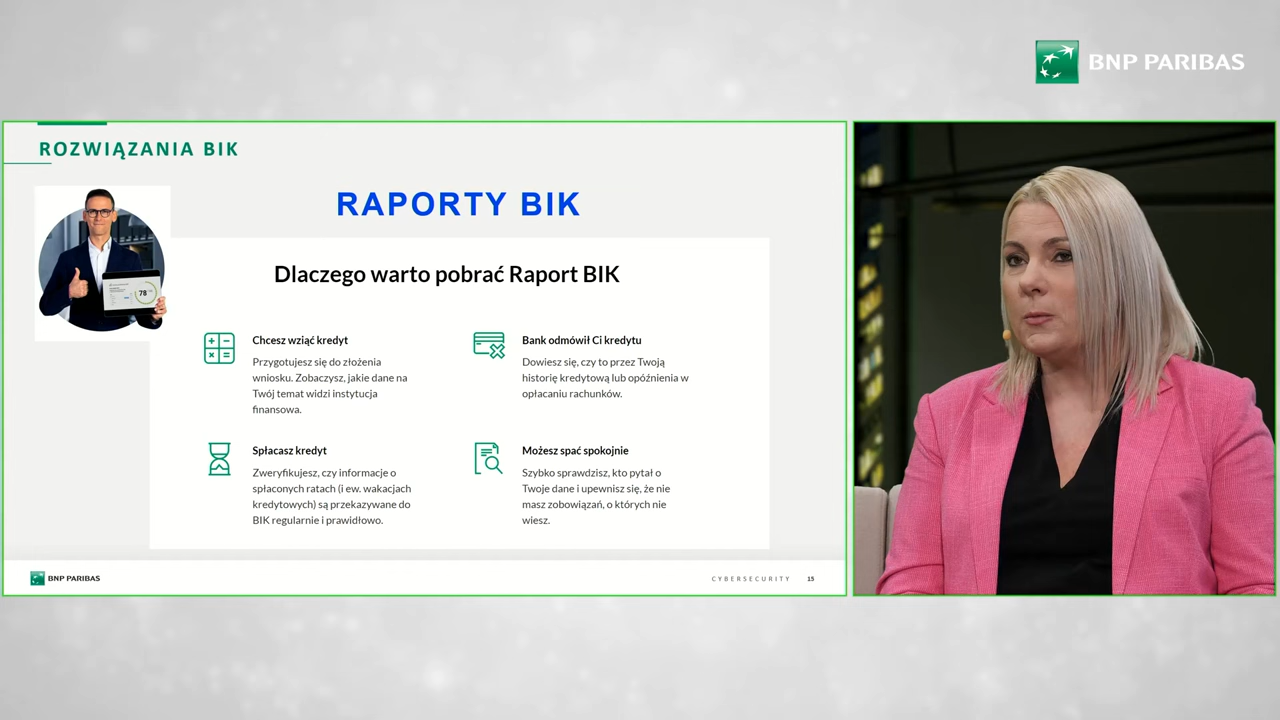 BNP PARIBAS
ROZWIĄZANIA BIK
RAPORTY BIK
Dlaczego warto pobrać Raport BIK
78
Chcesz wziąć kredyt
Przygotujesz się do złożenia
wniosku. Zobaczysz, jakie dane na
Twój temat widzi instytucja
finansowa.
Bank odmówił Ci kredytu
Dowiesz się, czy to przez Twoją
historię kredytową lub opóźnienia w
opłacaniu rachunków.
Spłacasz kredyt
Zweryfikujesz, czy informacje o
spłaconych ratach (i ew. wakacjach
kredytowych) są przekazywane do
BIK regularnie i prawidłowo.
Możesz spać spokojnie
Szybko sprawdzisz, kto pytał o
Twoje dane i upewnisz się, że nie
masz zobowiązań, o których nie
wiesz.
BNP PARIBAS
CYBERSECURITY 15